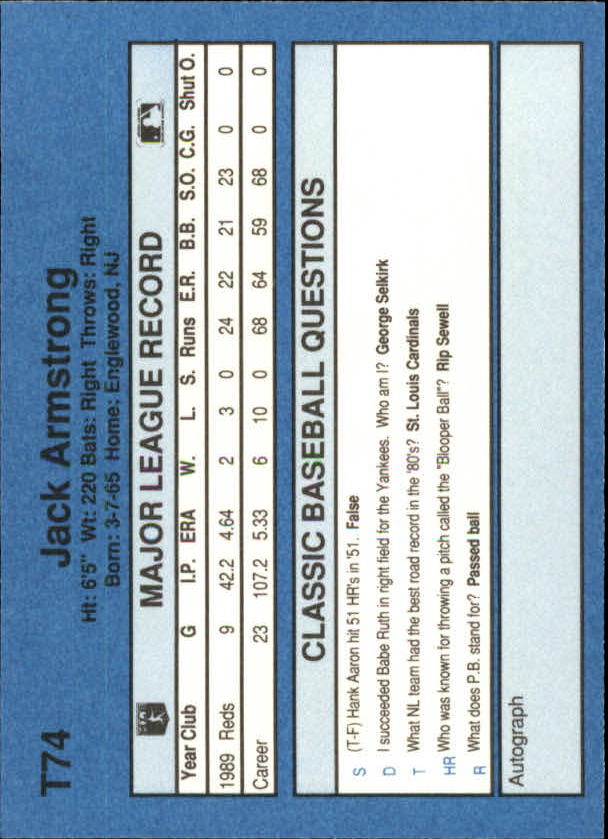 T74
Jack Armstrong
Ht: 6'5" Wt: 220 Bats: Right Throws: Right
Born: 3-7-65 Home: Englewood, NJ
MAJOR LEAGUE RECORD
Year Club G I.P. ERA W. L. S. Runs E.R. B.B. S.O. C.G. Shut O.
1989 Reds 9 42.2 4.64 2 3 0 24 22 21 23 0 0
Career 23 107.2 5.33 6 10 0 68 64 59 68 0 0
CLASSIC BASEBALL QUESTIONS
S (T-F) Hank Aaron hit 51 HR's in '51. False
D I succeeded Babe Ruth in right field for the Yankees. Who am I? George Selkirk
T What NL team had the best road record in the '80's? St. Louis Cardinals
HR Who was known for throwing a pitch called the "Blooper Ball"? Rip Sewell
R What does P.B. stand for? Passed ball
Autograph